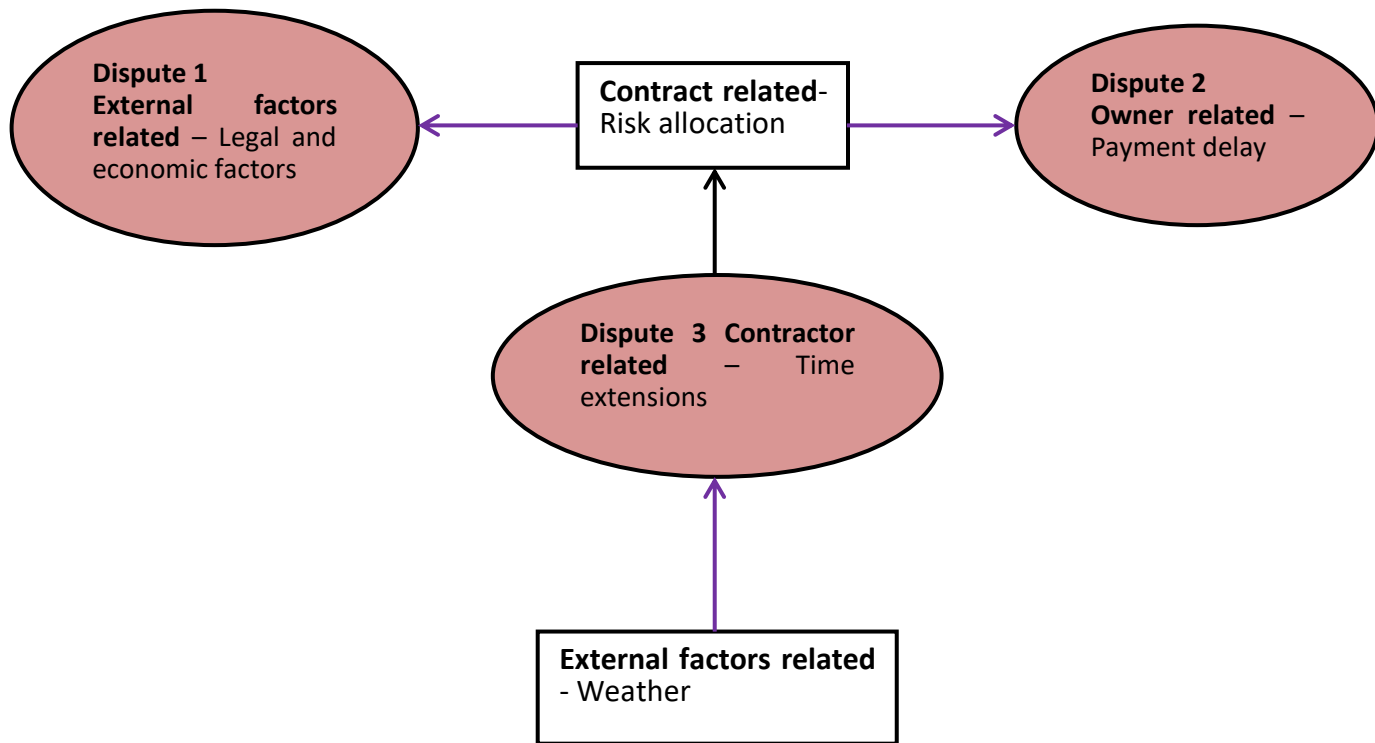 Dispute 1
External factors
related – Legal and
economic factors
Contract related-
Risk allocation
Dispute 2
Owner related –
Payment delay
Dispute 3 Contractor
related – Time
extensions
External factors related
- Weather